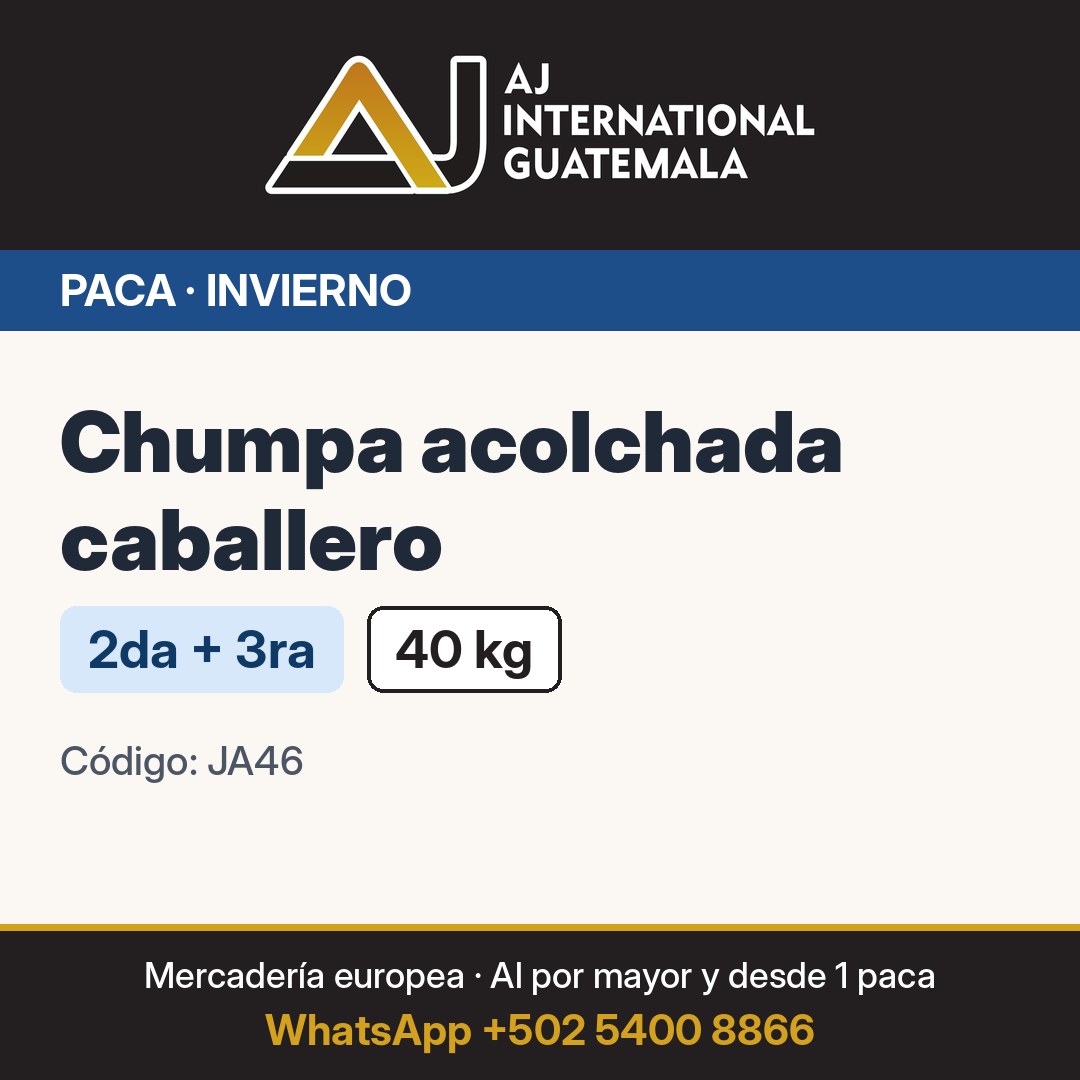 AJ
INTERNATIONAL
GUATEMALA
PACA · INVIERNO
Chumpa acolchada
caballero
2da + 3ra
40 kg
Código: JA46
Mercadería europea · Al por mayor y desde 1 paca
WhatsApp +502 5400 8866